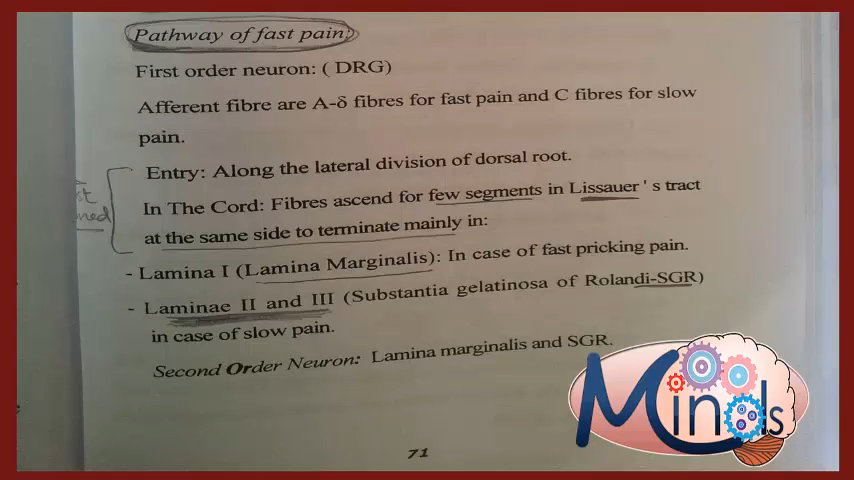 Pathway of fast pain:
First order neuron: ( DRG)
Afferent fibre are A-δ fibres for fast pain and C fibres for slow
pain.
Entry: Along the lateral division of dorsal root.
In The Cord: Fibres ascend for few segments in Lissauer 's tract
at the same side to terminate mainly in:
- Lamina I (Lamina Marginalis): In case of fast pricking pain.
- Laminae II and III (Substantia gelatinosa of Rolandi-SGR)
in case of slow pain.
Second Order Neuron: Lamina marginalis and SGR.
Minds
71